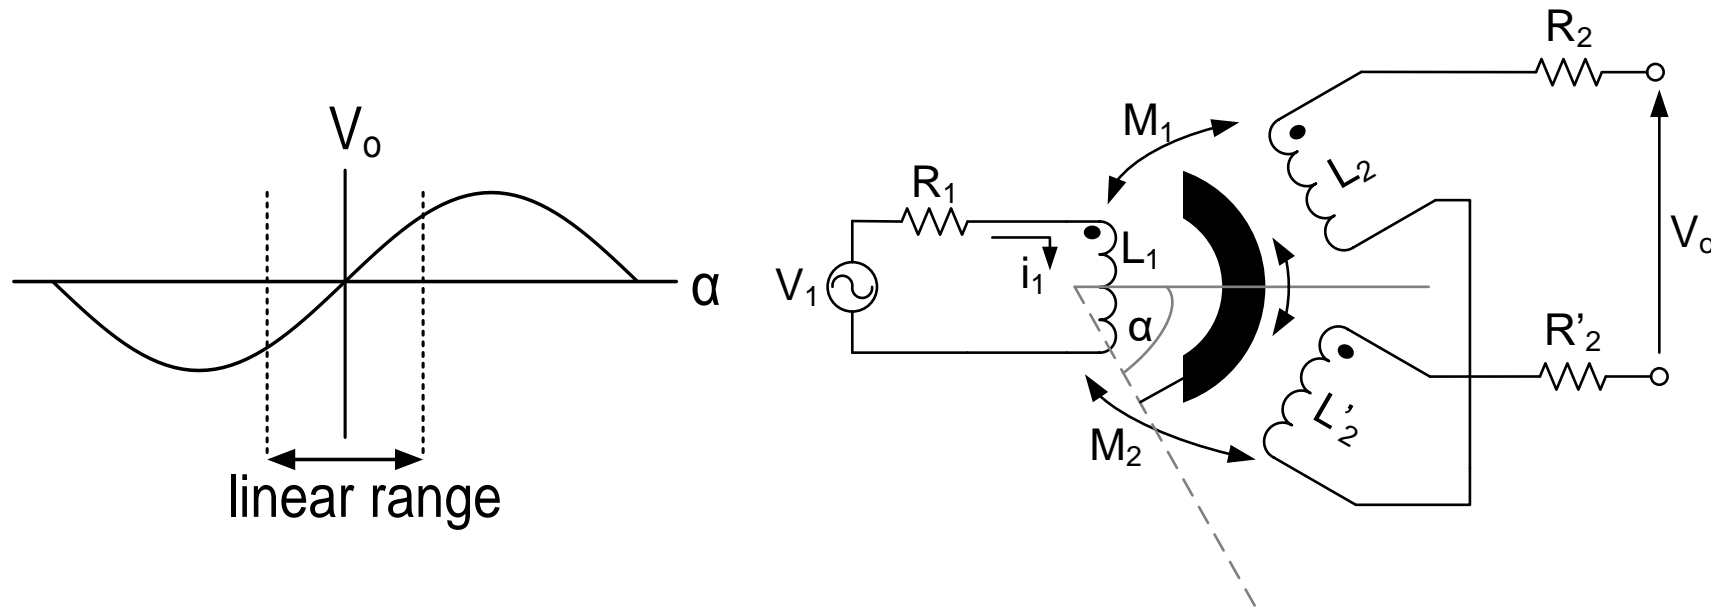 Vₒ
α
linear range
V₁
R₁
i₁
L₁
α
M₁
M₂
L₂
L'₂
R₂
R’₂
Vₒ